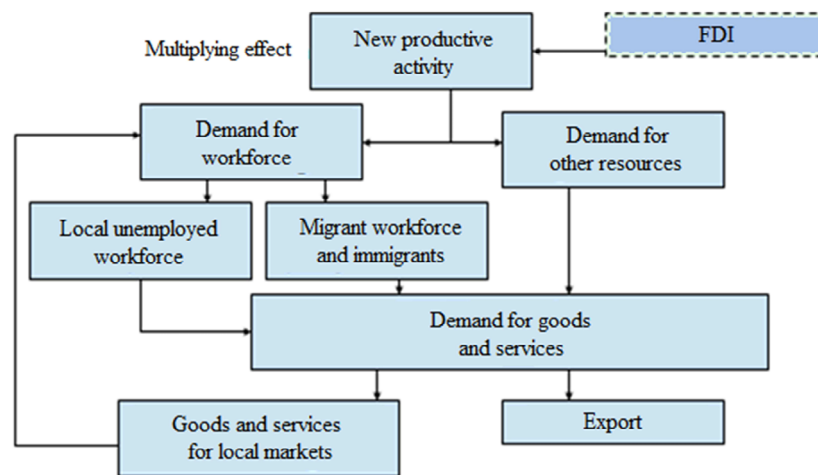 FDI
Multiplying effect
New productive
activity
Demand for
workforce
Demand for
other resources
Local unemployed
workforce
Migrant workforce
and immigrants
Demand for goods
and services
Goods and services
for local markets
Export